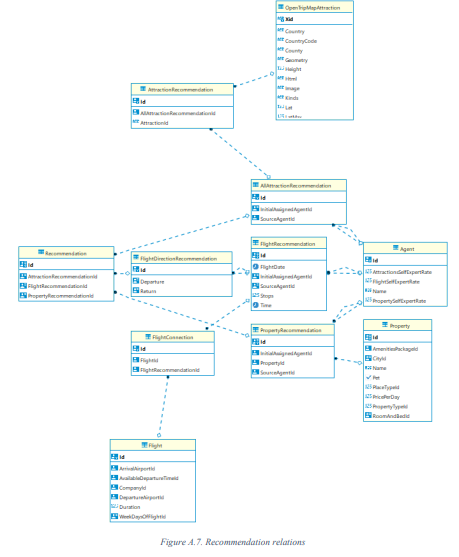 OpenTripMapAttraction
Xid
Country
CountryCode
County
Geometry
Height
Html
Image
Kinds
Lat
AttractionRecommendation
Id
AllAttractionRecommendationId
AttractionId
AllAttractionRecommendation
Id
InitialAssignedAgentId
SourceAgentId
Recommendation
Id
AttractionRecommendationId
FlightRecommendationId
PropertyRecommendationId
FlightDirectionRecommendation
Id
Departure
Return
FlightRecommendation
Id
FlightDate
InitialAssignedAgentId
SourceAgentId
Stops
Time
Agent
Id
AttractionsSelfExpertRate
FlightSelfExpertRate
Name
PropertySelfExpertRate
FlightConnection
Id
FlightId
FlightRecommendationId
PropertyRecommendation
Id
InitialAssignedAgentId
PropertyId
SourceAgentId
Property
Id
AmenitiesPackageId
CityId
Name
Pet
PlaceTypeId
PricePerDay
PropertyTypeId
RoomAndBedId
Flight
Id
ArrivalAirportId
AvailableDepartureTimeId
CompanyId
DepartureAirportId
Duration
WeekDaysOfFlightId
Figure A.7. Recommendation relations